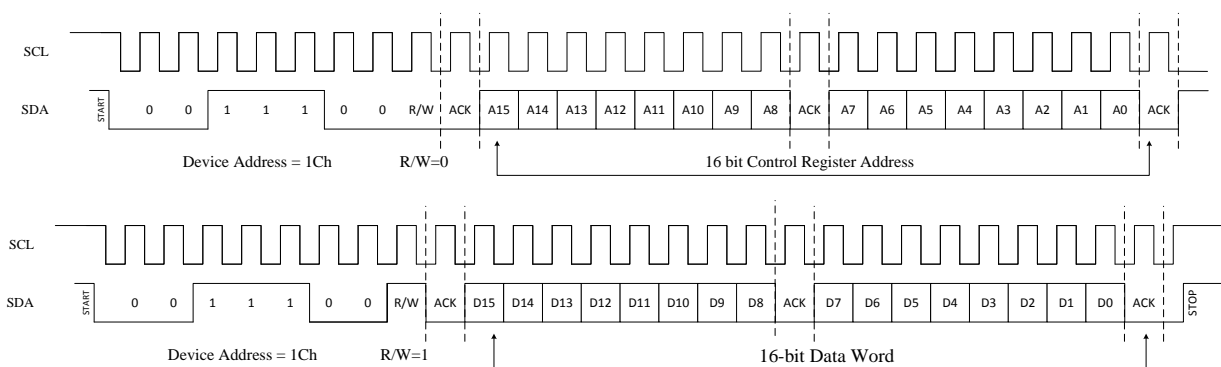 SCL
SDA START 0 0 1 1 1 0 0 R/W ACK A15 A14 A13 A12 A11 A10 A9 A8 ACK A7 A6 A5 A4 A3 A2 A1 A0 ACK
Device Address = 1Ch R/W=0 16 bit Control Register Address
SCL
SDA START 0 0 1 1 1 0 0 R/W ACK D15 D14 D13 D12 D11 D10 D9 D8 ACK D7 D6 D5 D4 D3 D2 D1 D0 ACK STOP
Device Address = 1Ch R/W=1 16-bit Data Word